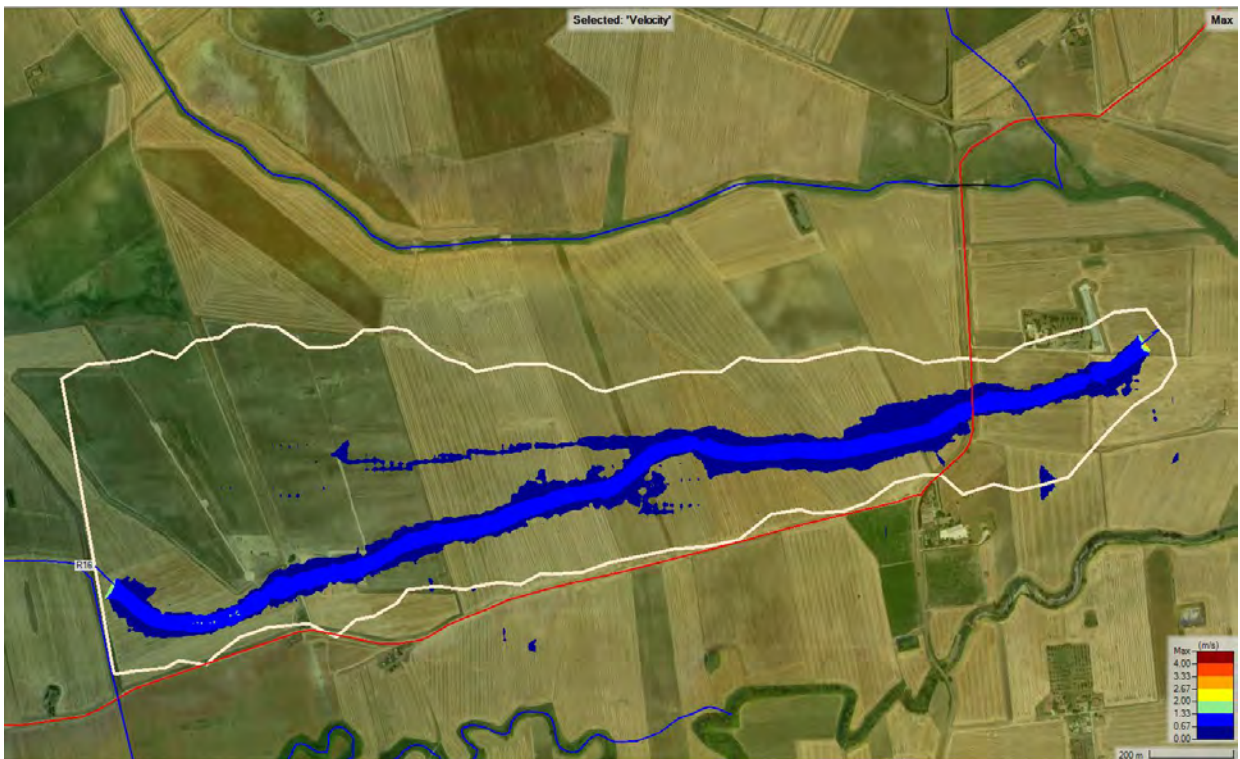 Selected: 'Velocity'
Max
R16
(m/s)
Max
4.00
3.33
2.67
2.00
1.33
0.67
0.00
200 m